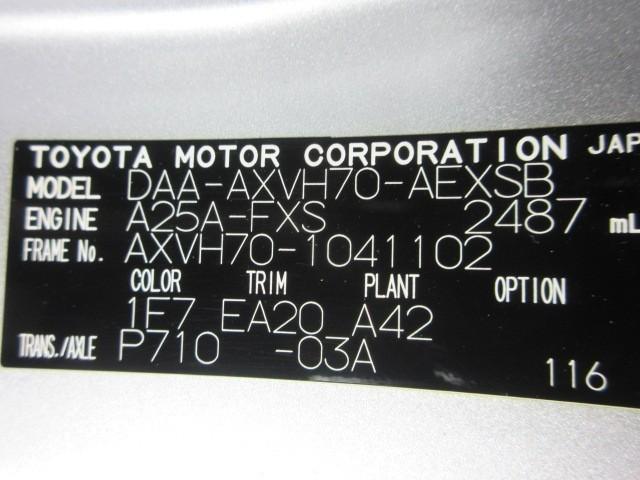 TOYOTA MOTOR CORPORATION JAP
MODEL DAA-AXVH70-AEXSB
ENGINE A25A-FXS 2487 mL
FRAME No. AXVH70-1041102
COLOR TRIM PLANT OPTION
1F7 EA20 A42
TRANS./AXLE P710 -03A
116